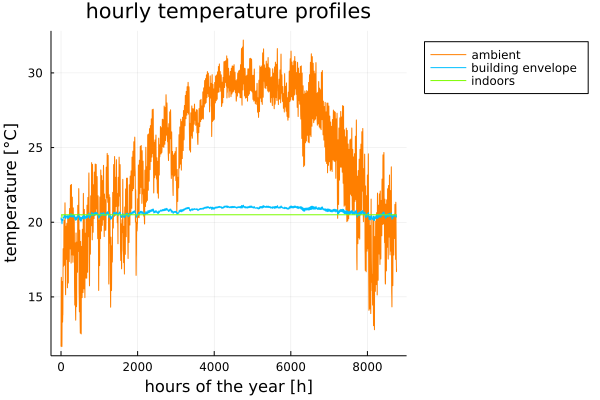 hourly temperature profiles
ambient
building envelope
indoors
temperature [°C]
30
25
20
15
0
2000
4000
6000
8000
hours of the year [h]